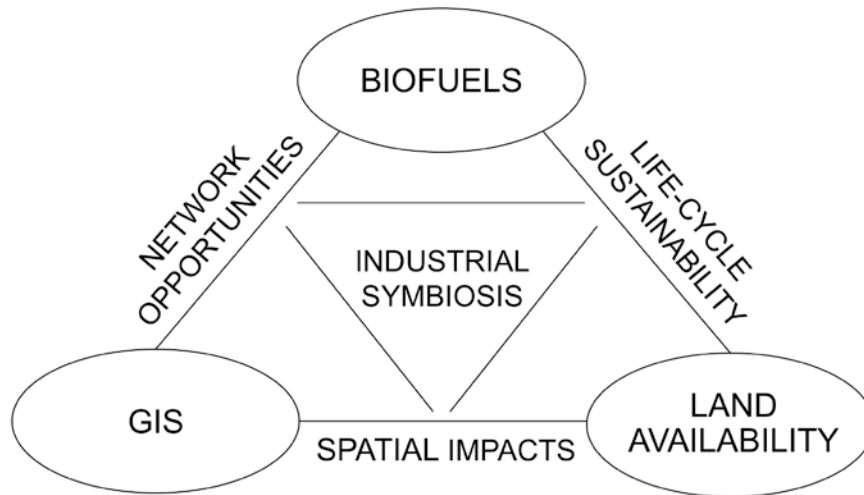 BIOFUELS
NETWORK
OPPORTUNITIES
LIFE-CYCLE
SUSTAINABILITY
INDUSTRIAL
SYMBIOSIS
GIS
LAND
AVAILABILITY
SPATIAL IMPACTS